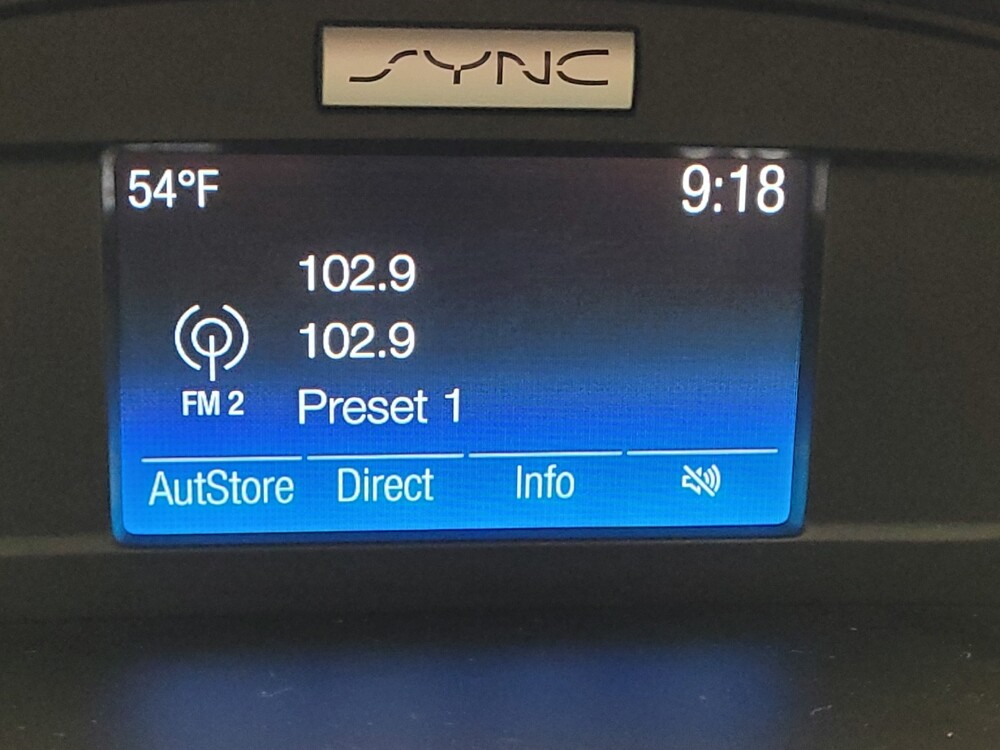 SYNC
54°F 9:18
102.9
102.9
FM 2 Preset 1
AutStore Direct Info